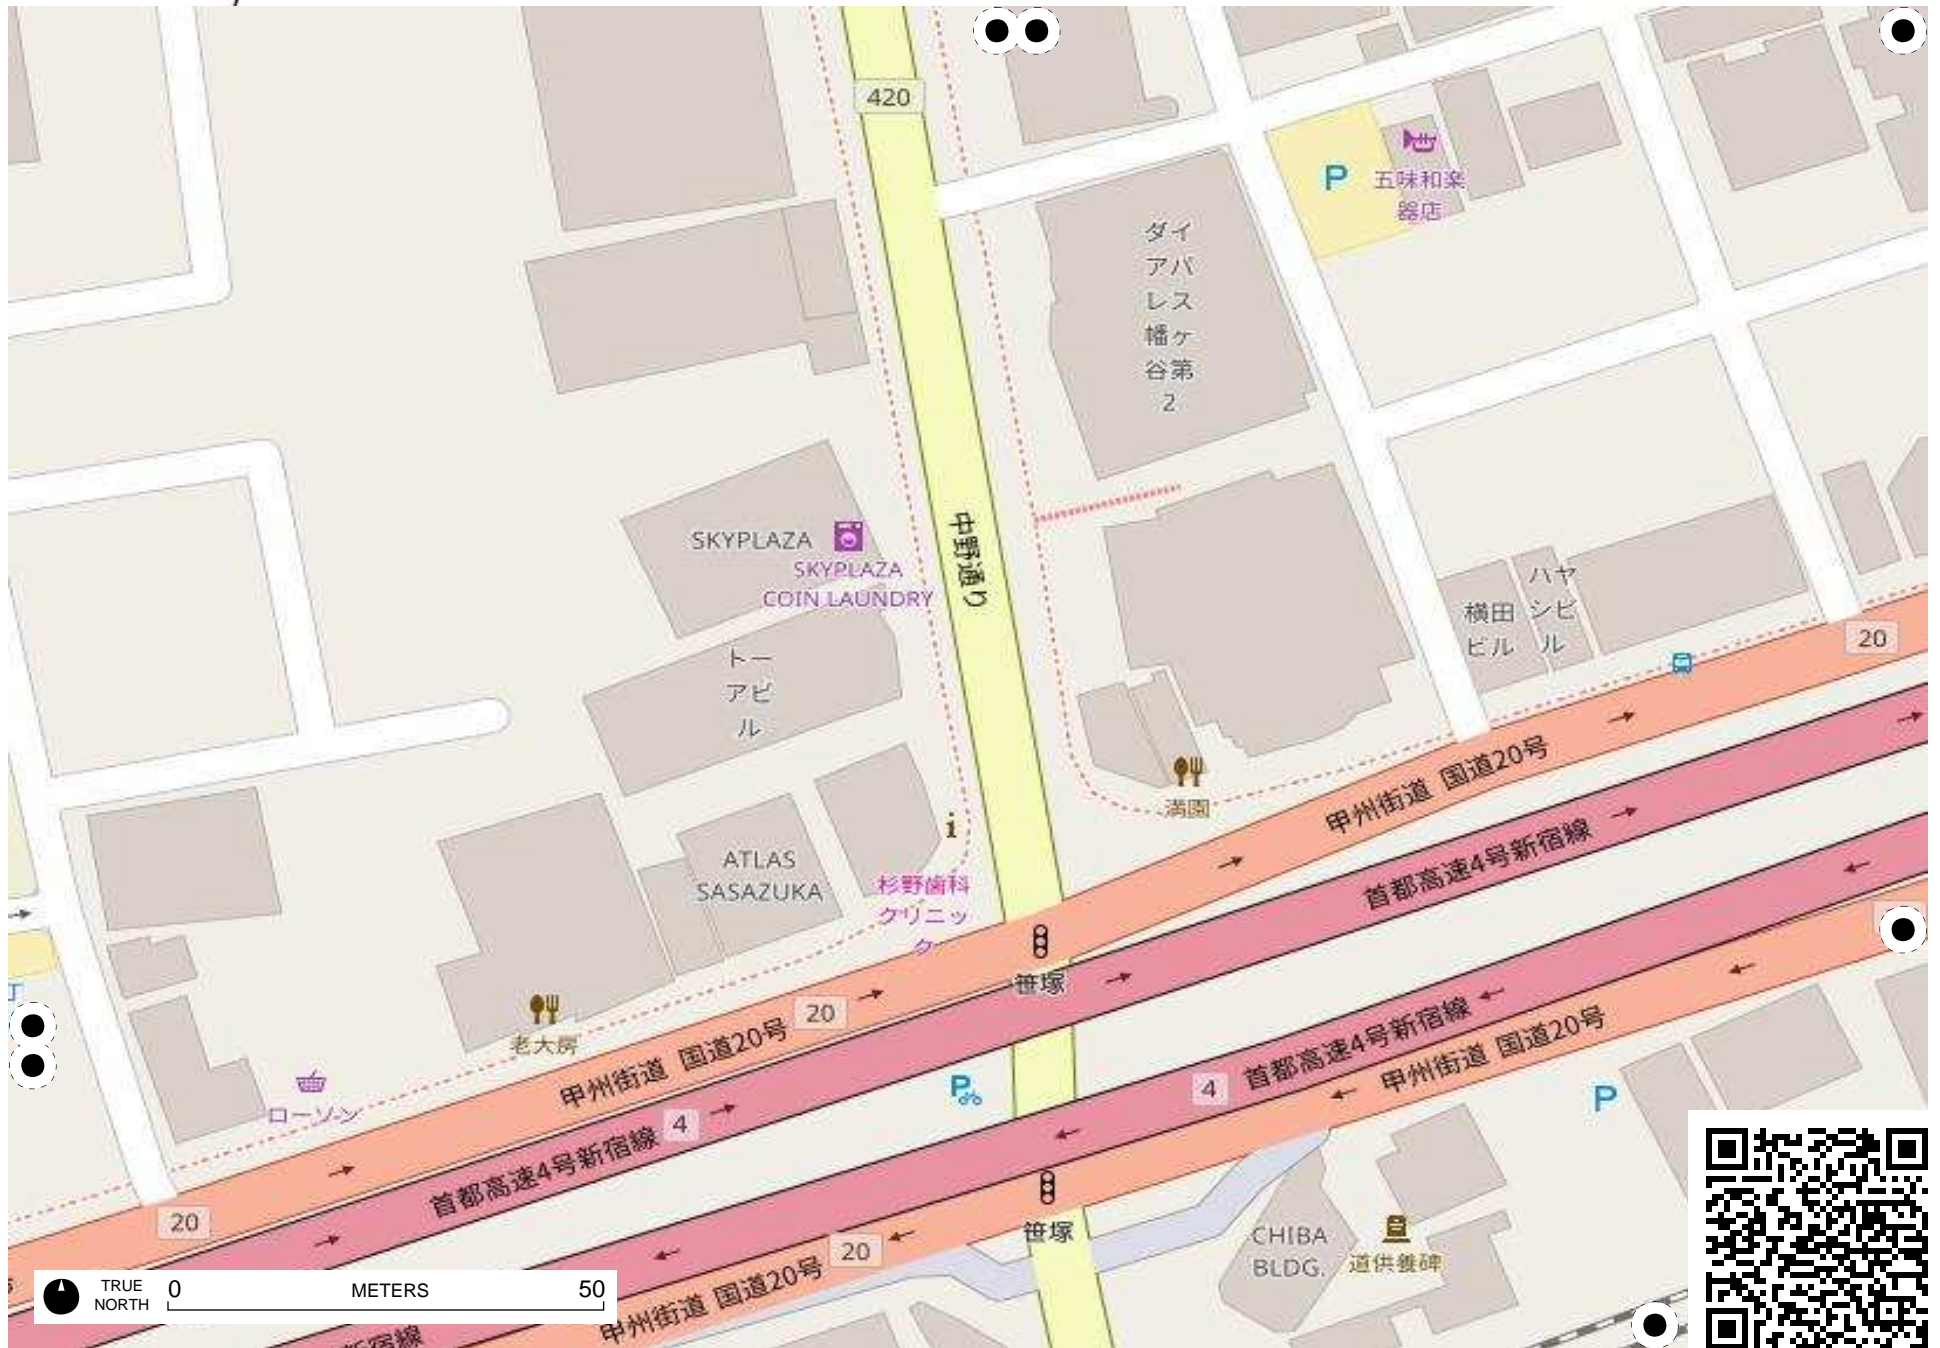 420
五味和楽
器店
ダイ
アパ
レス
幡ヶ
谷第
2
中野通り
SKYPLAZA
SKYPLAZA
COIN LAUNDRY
ハヤ
シビ
ル
横田
ビル
20
トー
アビ
ル
満園
甲州街道 国道20号
ATLAS
SASAZUKA
杉野歯科
クリニッ
ク
首都高速4号新宿線
笹塚
老大房
20
甲州街道 国道20号
首都高速4号新宿線
甲州街道 国道20号
4
ローソン
4
首都高速4号新宿線
20
笹塚
20
CHIBA
BLDG.
道供養碑
甲州街道 国道20号
TRUE
NORTH
0
METERS
50
新宿線